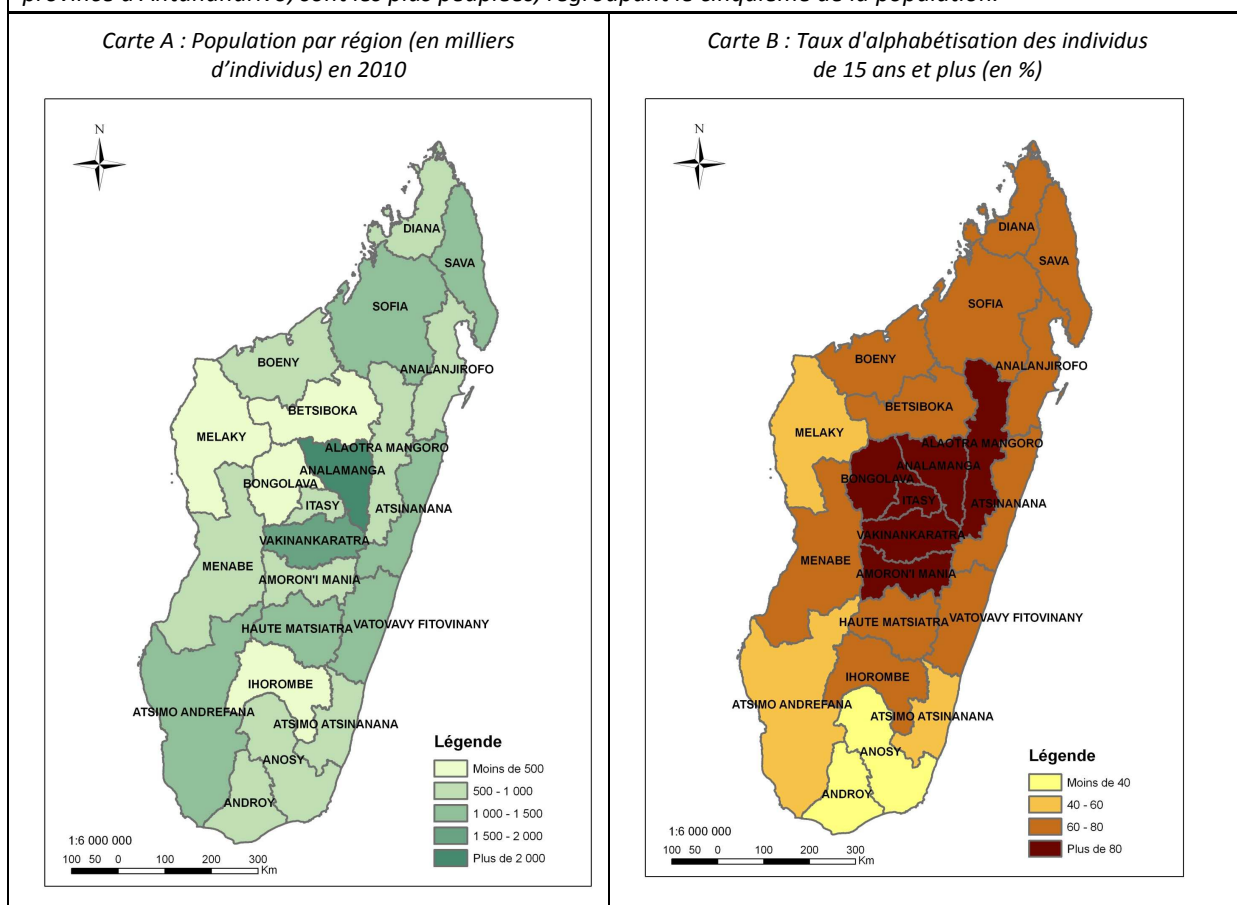 province d'Antananarivo, sont les plus peuplées, regroupant le cinquième de la population.
Carte A : Population par région (en milliers
d'individus) en 2010
N
DIANA
SAVA
SOFIA
BOENY
ANALANJIROFO
BETSIBOKA
MELAKY
ALAOTRA MANGORO
ANALAMANGA
BONGOLAVA
ITASY
ATSINANANA
VAKINANKARATRA
MENABE
AMORON'I MANIA
HAUTE MATSIATRA
VATOVAVY FITOVINANY
IHOROMBE
ATSIMO ANDREFANA
ATSIMO ATSINANANA
ANOSY
ANDROY
Légende
Moins de 500
500 - 1 000
1 000 - 1 500
1 500 - 2 000
Plus de 2 000
1:6 000 000
100 50 0 100 200 300
Km
Carte B : Taux d'alphabétisation des individus
de 15 ans et plus (en %)
N
DIANA
SAVA
SOFIA
BOENY
ANALANJIROFO
BETSIBOKA
MELAKY
ALAOTRA MANGORO
ANALAMANGA
BONGOLAVA
ITASY
ATSINANANA
VAKINANKARATRA
MENABE
AMORON'I MANIA
HAUTE MATSIATRA
VATOVAVY FITOVINANY
IHOROMBE
ATSIMO ANDREFANA
ATSIMO ATSINANANA
ANOSY
ANDROY
Légende
Moins de 40
40 - 60
60 - 80
Plus de 80
1:6 000 000
100 50 0 100 200 300
Km